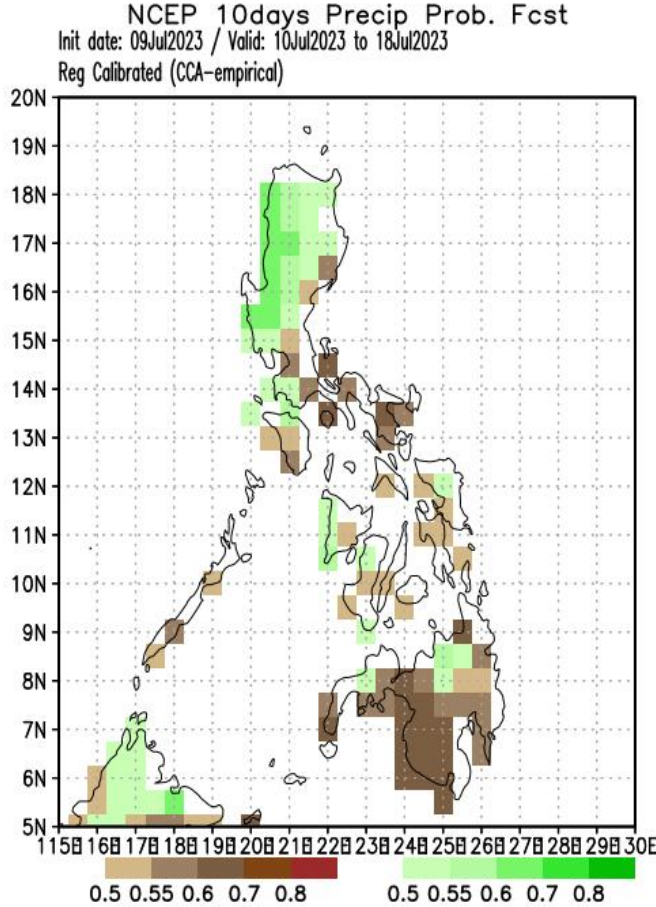 NCEP 10days Precip Prob. Fcst
Init date: 09Jul2023 / Valid: 10Jul2023 to 18Jul2023
Reg Calibrated (CCA-empirical)
20N
19N
18N
17N
16N
15N
14N
13N
12N
11N
10N
9N
8N
7N
6N
5N
115E 116E 117E 118E 119E 120E 121E 122E 123E 124E 125E 126E 127E 128E 129E 130E
0.5 0.55 0.6 0.7 0.8 0.5 0.55 0.6 0.7 0.8